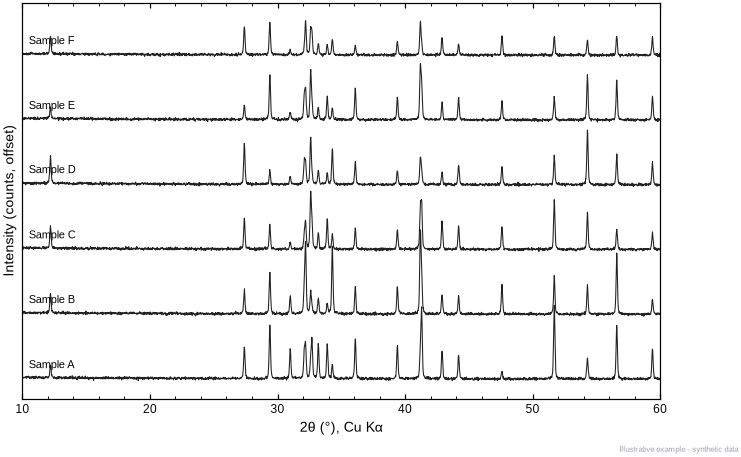 Sample F
Sample E
Sample D
Sample C
Sample B
Sample A
Intensity (counts, offset)
10 20 30 40 50 60
2θ (°), Cu Kα
Illustrative example - synthetic data